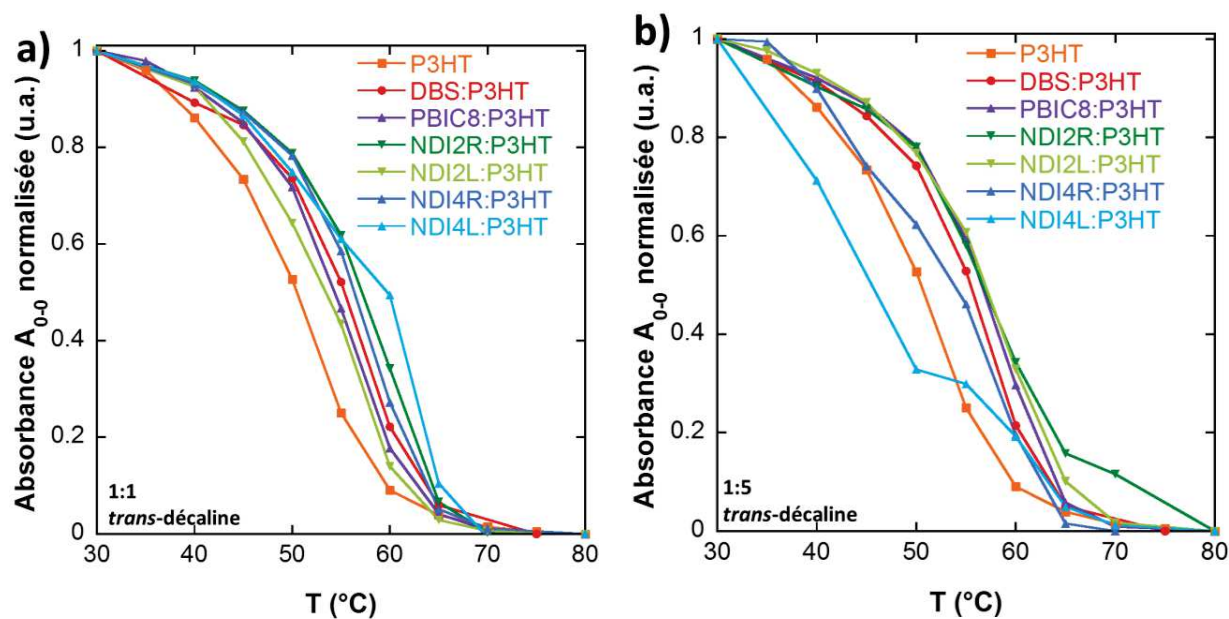 a)
Absorbance A0-0 normalisée (u.a.)
1
0.8
0.6
0.4
0.2
0
P3HT
DBS:P3HT
PBIC8:P3HT
NDI2R:P3HT
NDI2L:P3HT
NDI4R:P3HT
NDI4L:P3HT
1:1
trans-décaline
30 40 50 60 70 80
T (°C)
b)
Absorbance A0-0 normalisée (u.a.)
1
0.8
0.6
0.4
0.2
0
P3HT
DBS:P3HT
PBIC8:P3HT
NDI2R:P3HT
NDI2L:P3HT
NDI4R:P3HT
NDI4L:P3HT
1:5
trans-décaline
30 40 50 60 70 80
T (°C)